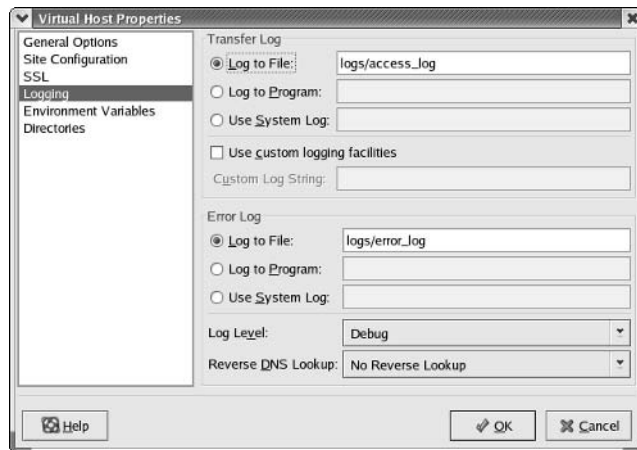 Virtual Host Properties
General Options
Site Configuration
SSL
Logging
Environment Variables
Directories
Transfer Log
Log to File: logs/access_log
Log to Program:
Use System Log:
Use custom logging facilities
Custom Log String:
Error Log
Log to File: logs/error_log
Log to Program:
Use System Log:
Log Level: Debug
Reverse DNS Lookup: No Reverse Lookup
Help
OK
Cancel